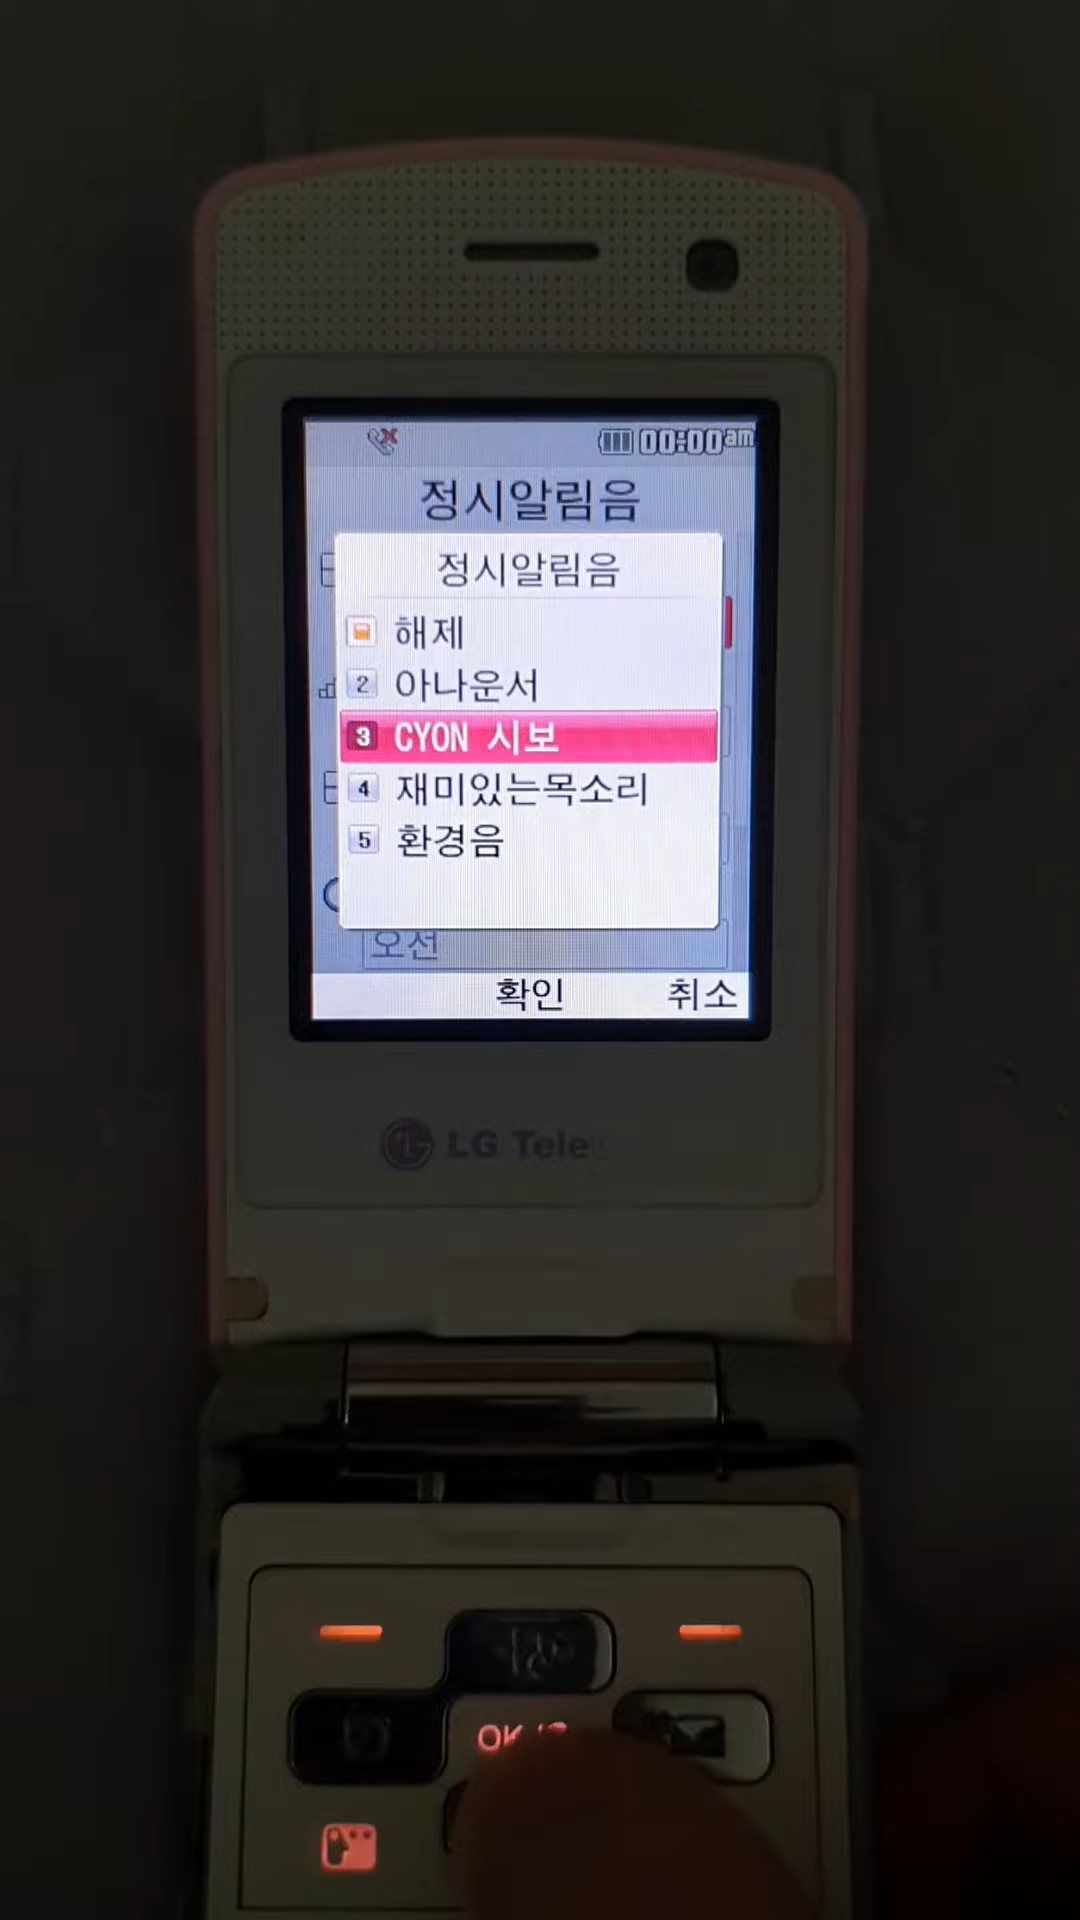 00:00am
정시알림음
정시알림음
해제
2 아나운서
3 CYON 시보
4 재미있는목소리
5 환경음
오전
확인 취소
LG Tele
OK